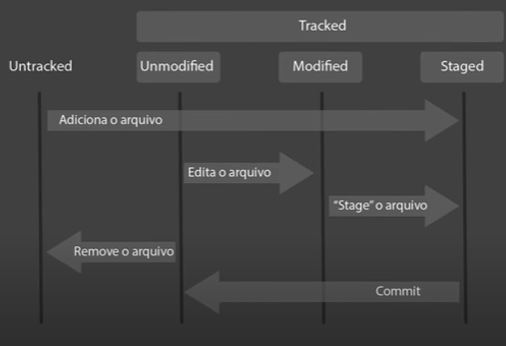 Tracked
Untracked
Unmodified
Modified
Staged
Adiciona o arquivo
Edita o arquivo
“Stage” o arquivo
Remove o arquivo
Commit